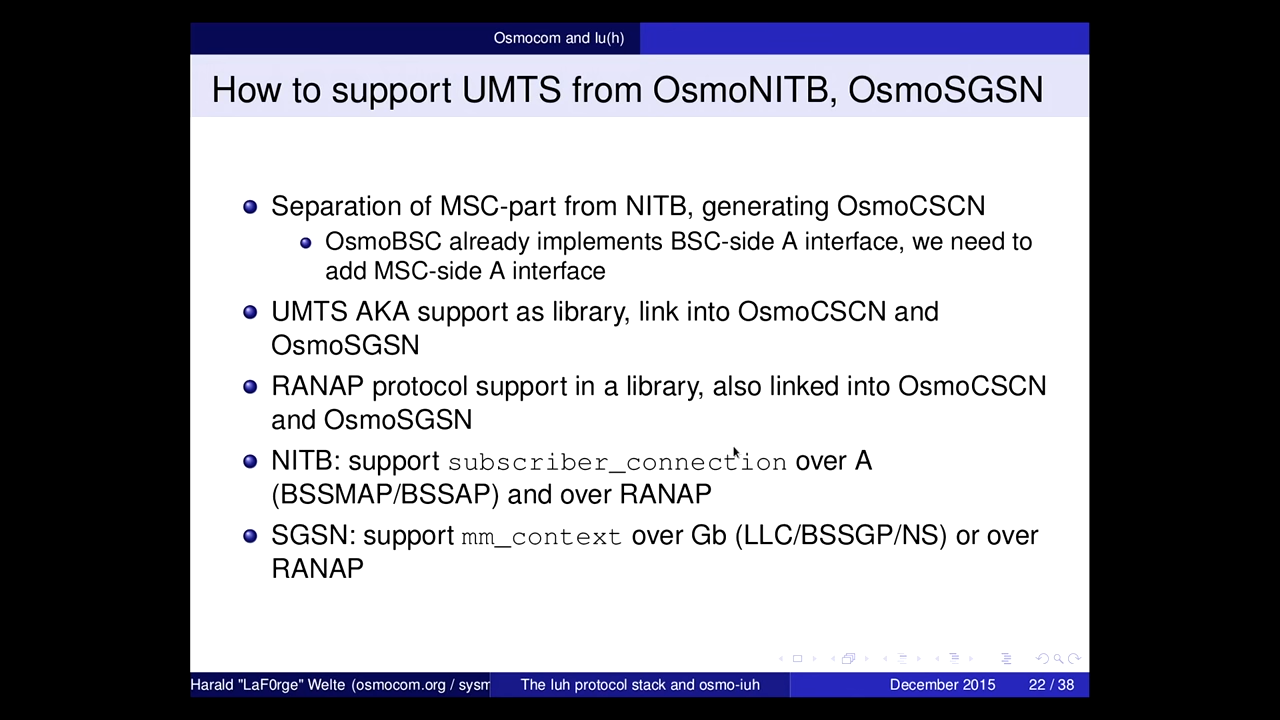 Osmocom and Iu(h)
How to support UMTS from OsmoNITB, OsmoSGSN
Separation of MSC-part from NITB, generating OsmoCSCN
OsmoBSC already implements BSC-side A interface, we need to
add MSC-side A interface
UMTS AKA support as library, link into OsmoCSCN and
OsmoSGSN
RANAP protocol support in a library, also linked into OsmoCSCN
and OsmoSGSN
NITB: support subscriber_connection over A
(BSSMAP/BSSAP) and over RANAP
SGSN: support mm_context over Gb (LLC/BSSGP/NS) or over
RANAP
Harald "LaF0rge" Welte (osmocom.org / sysm The Iuh protocol stack and osmo-iuh December 2015 22 / 38